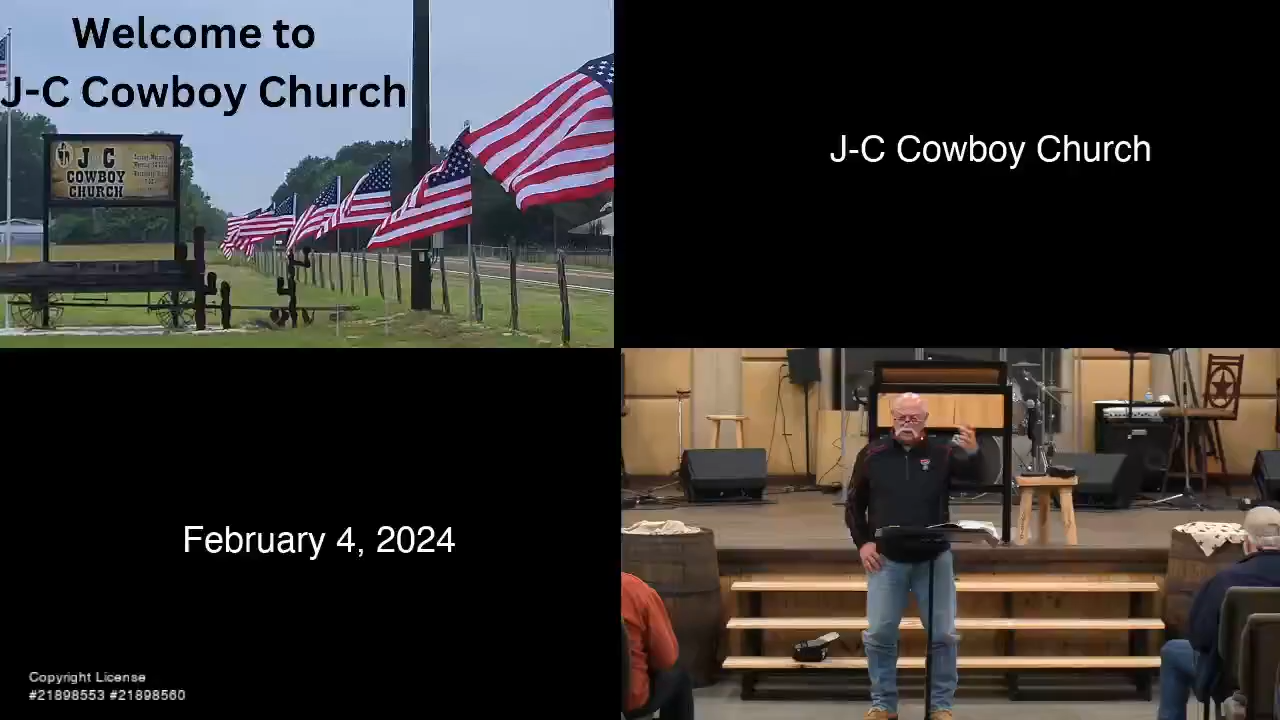 Welcome to
J-C Cowboy Church
J-C
COWBOY
CHURCH
J-C Cowboy Church
February 4, 2024
Copyright License
#21898553 #21898560